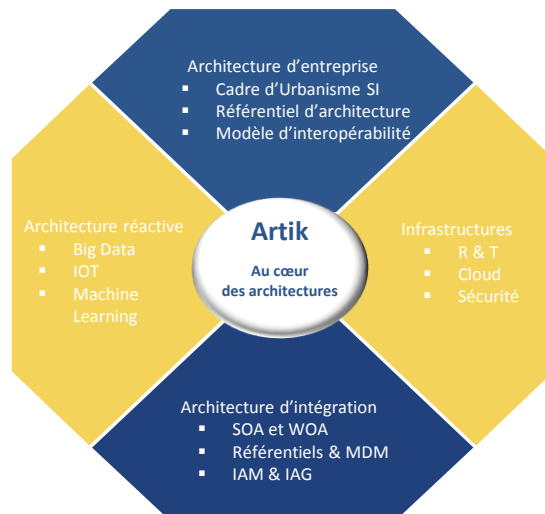 Architecture d’entreprise
▪ Cadre d’Urbanisme SI
▪ Référentiel d’architecture
▪ Modèle d’interopérabilité
Architecture réactive
▪ Big Data
▪ IOT
▪ Machine
Learning
Artik
Au cœur
des architectures
Infrastructures
▪ R & T
▪ Cloud
▪ Sécurité
Architecture d’intégration
▪ SOA et WOA
▪ Référentiels & MDM
▪ IAM & IAG